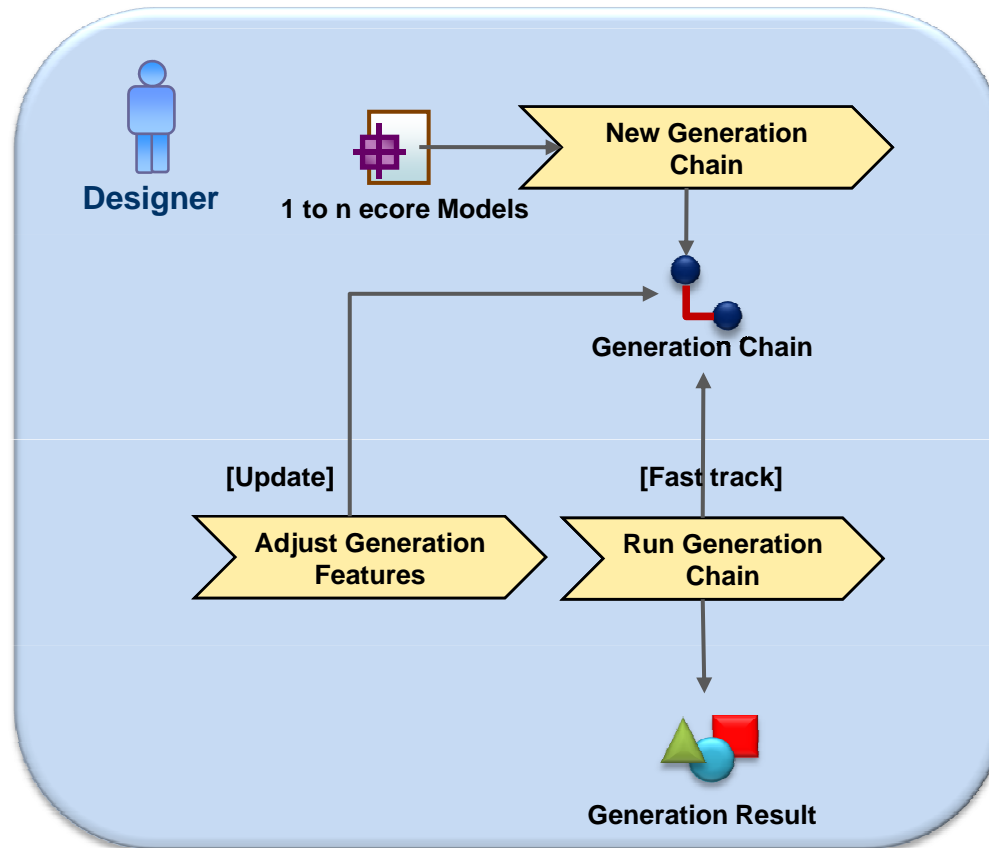 New Generation
Chain
Designer
1 to n ecore Models
Generation Chain
[Update]
[Fast track]
Adjust Generation
Features
Run Generation
Chain
Generation Result